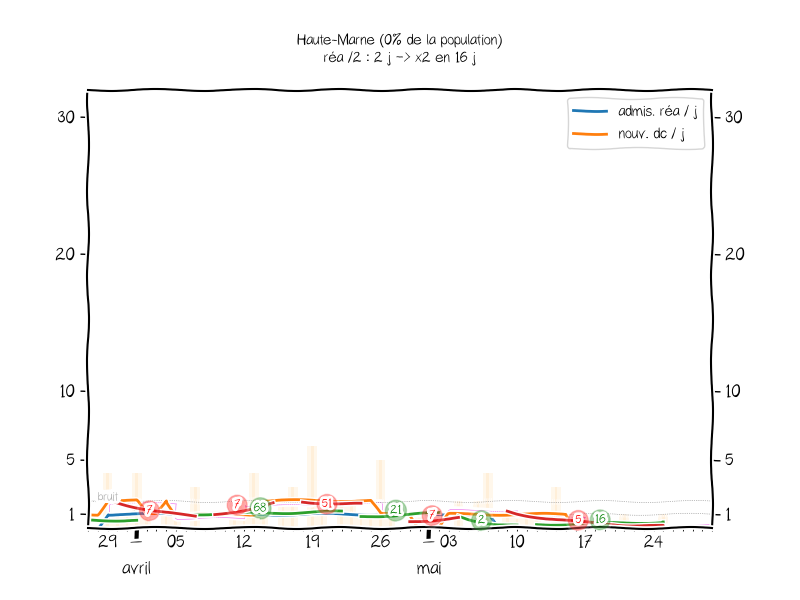 Haute-Marne (0% de la population)
réa /2 : 2 j -> x2 en 16 j
admis. réa / j
nouv. dc / j
30
30
20
20
10
10
5
5
bruit
1
1
7
7
68
51
21
7
2
5
16
29 1 05 12 19 26 1 03 10 17 24
avril mai